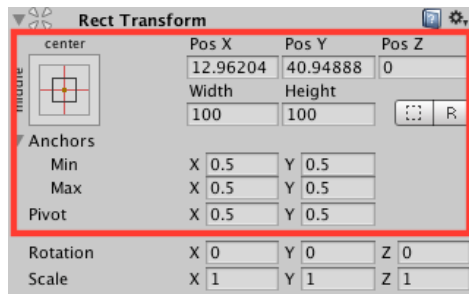 Rect Transform
center Pos X Pos Y Pos Z
middle 12.96204 40.94888 0
Width Height
100 100 R
Anchors
Min X 0.5 Y 0.5
Max X 0.5 Y 0.5
Pivot X 0.5 Y 0.5
Rotation X 0 Y 0 Z 0
Scale X 1 Y 1 Z 1